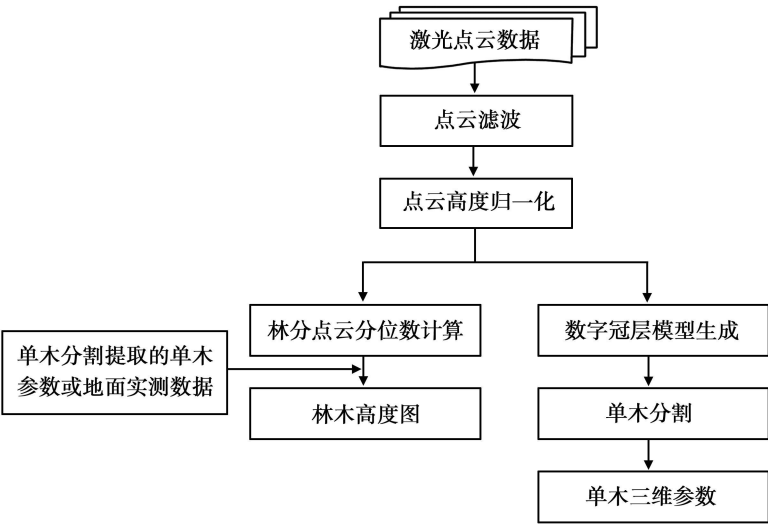 激光点云数据
点云滤波
点云高度归一化
林分点云分位数计算
数字冠层模型生成
单木分割提取的单木
参数或地面实测数据
林木高度图
单木分割
单木三维参数